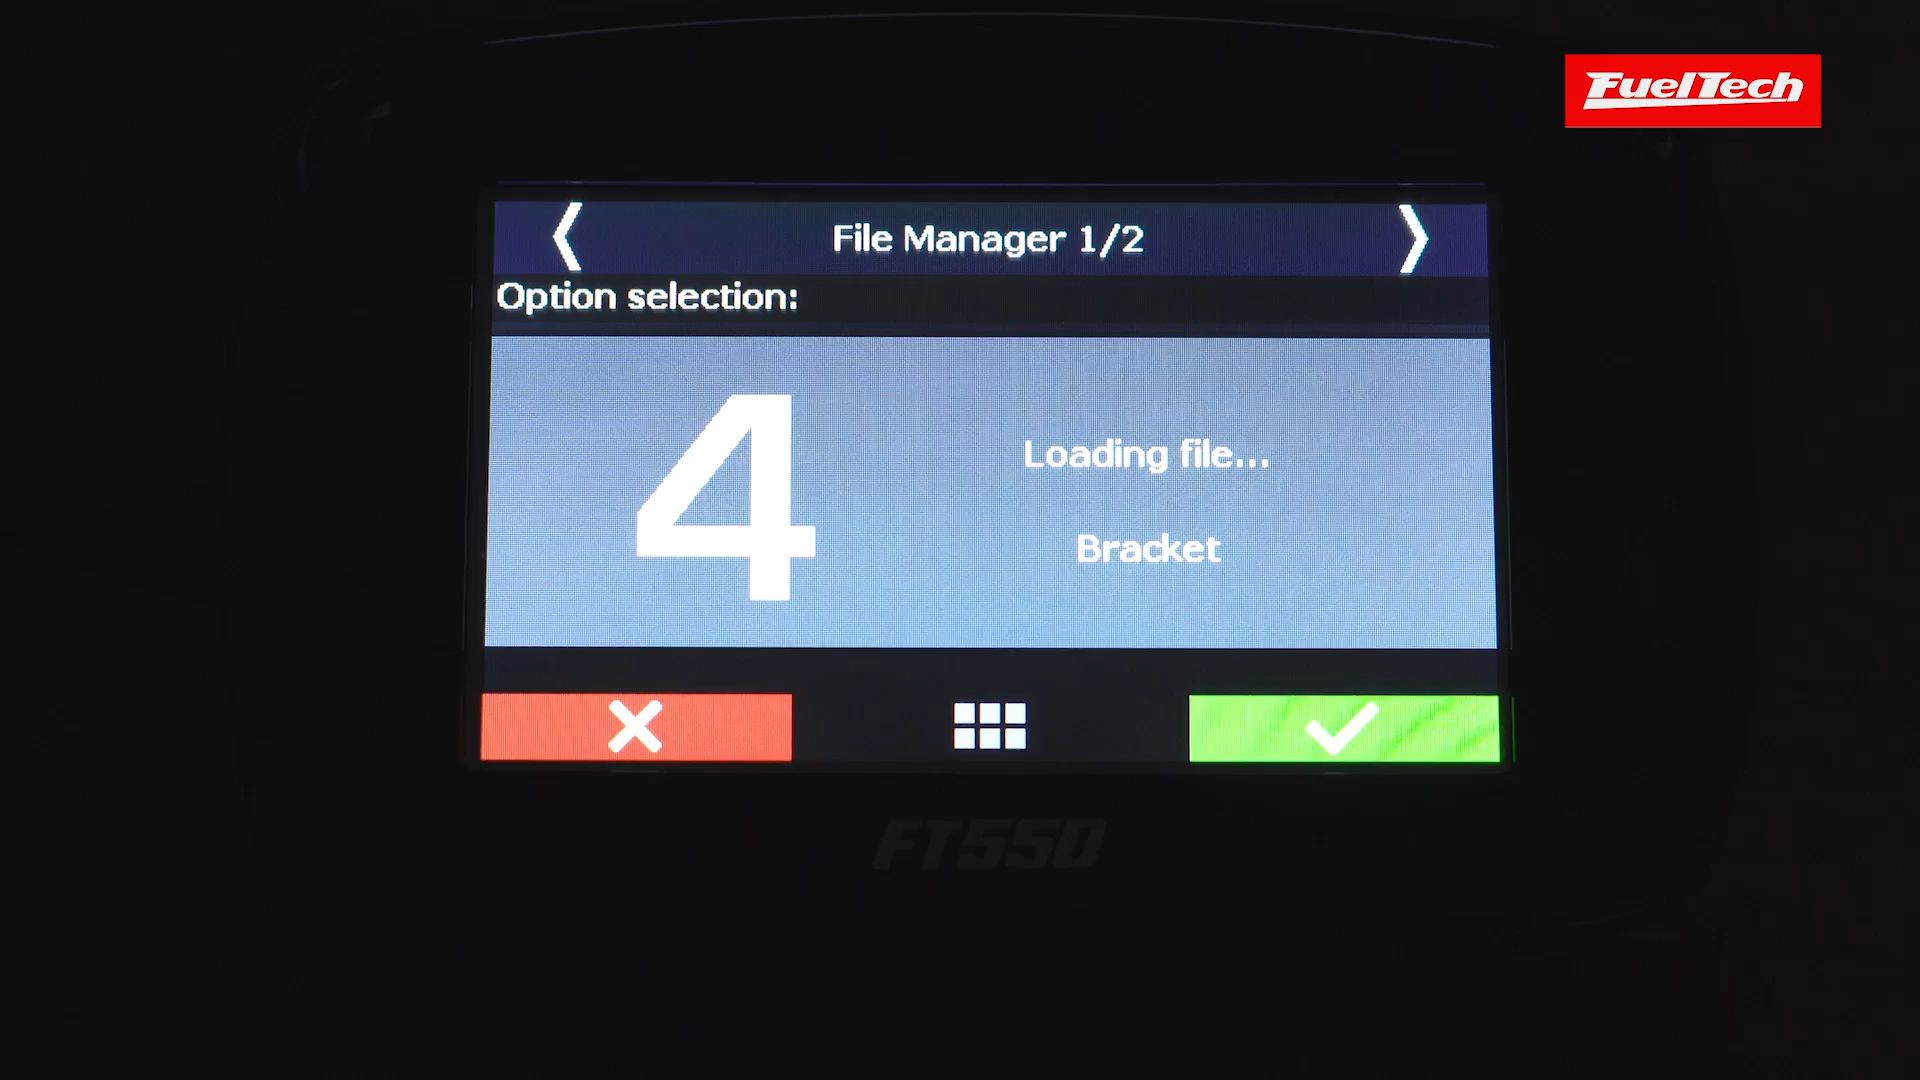 FuelTech
File Manager 1/2
Option selection:
4
Loading file...
Bracket
FT550